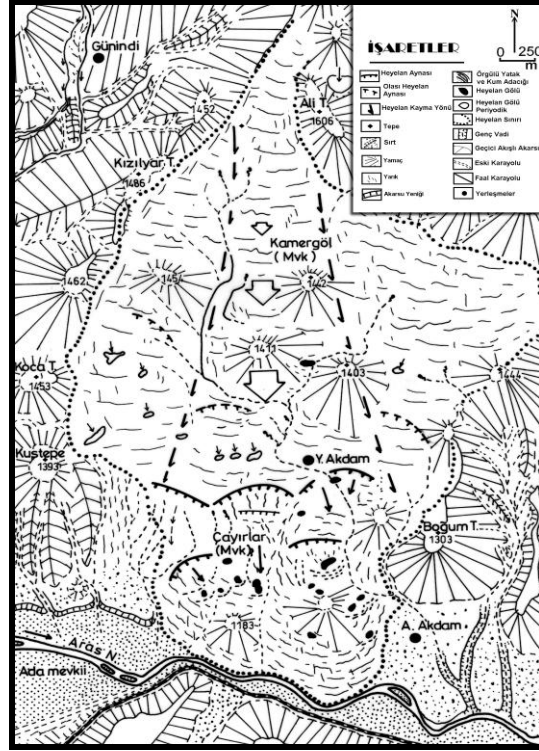 Günindi
İŞARETLER
N
0 250
m
Heyelan Aynası
Olası Heyelan
Aynası
Heyelan Kayma Yönü
Tepe
Sırt
Yamaç
Yarık
Akarsu Yeniği
Örgülü Yatak
ve Kum Adacığı
Heyelan Gölü
Heyelan Gölü
Periyodik
Heyelan Sınırı
Genç Vadi
Geçici Akışlı Akarsu
Eski Karayolu
Faal Karayolu
Yerleşmeler
Ali T.
1606
Kızılyar T.
1486
Kamergöl
(Mvk)
1462
1442
1411
1403
Koca T.
1453
1444
Kuştepe
1393
Y. Akdam
Boğum T.
1303
Çayırlar
(Mvk)
1183
A. Akdam
Aras N.
Ada mevkii